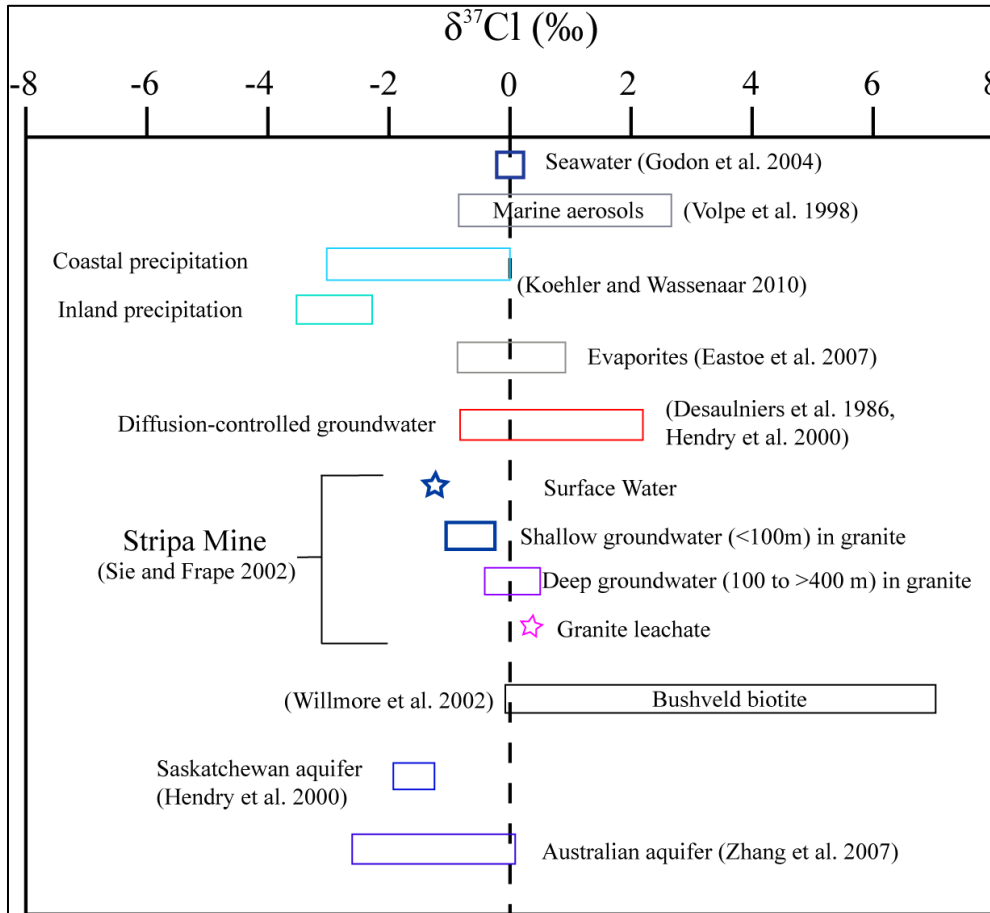 δ³⁷Cl (‰)
-8 -6 -4 -2 0 2 4 6 8
Seawater (Godon et al. 2004)
Marine aerosols (Volpe et al. 1998)
Coastal precipitation
(Koehler and Wassenaar 2010)
Inland precipitation
Evaporites (Eastoe et al. 2007)
Diffusion-controlled groundwater
(Desaulniers et al. 1986,
Hendry et al. 2000)
Surface Water
Stripa Mine
(Sie and Frape 2002)
Shallow groundwater (<100m) in granite
Deep groundwater (100 to >400 m) in granite
Granite leachate
(Willmore et al. 2002) Bushveld biotite
Saskatchewan aquifer
(Hendry et al. 2000)
Australian aquifer (Zhang et al. 2007)